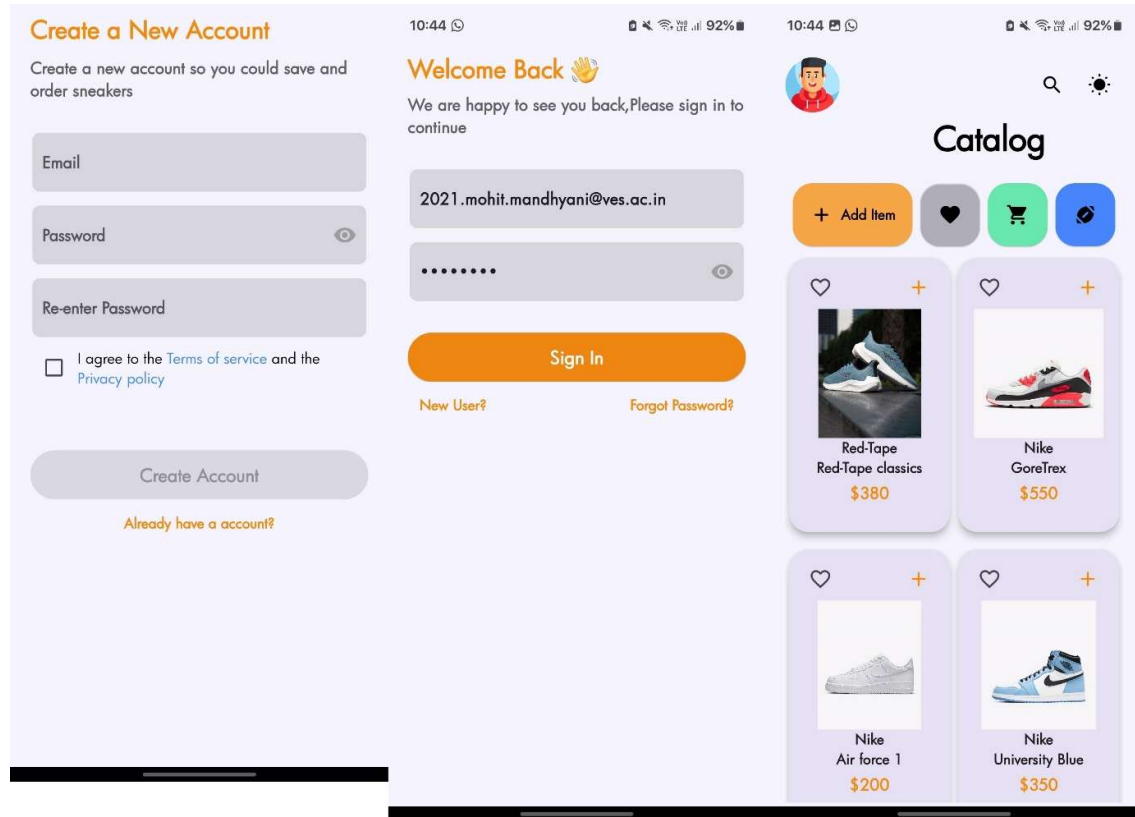 Create a New Account
Create a new account so you could save and
order sneakers
Email
Password
Re-enter Password
I agree to the Terms of service and the
Privacy policy
Create Account
Already have a account?
10:44
92%
Welcome Back 👋
We are happy to see you back,Please sign in to
continue
2021.mohit.mandhyani@ves.ac.in
••••••••
Sign In
New User?
Forgot Password?
10:44
92%
Catalog
+ Add Item
Red-Tape
Red-Tape classics
$380
Nike
GoreTrex
$550
Nike
Air force 1
$200
Nike
University Blue
$350